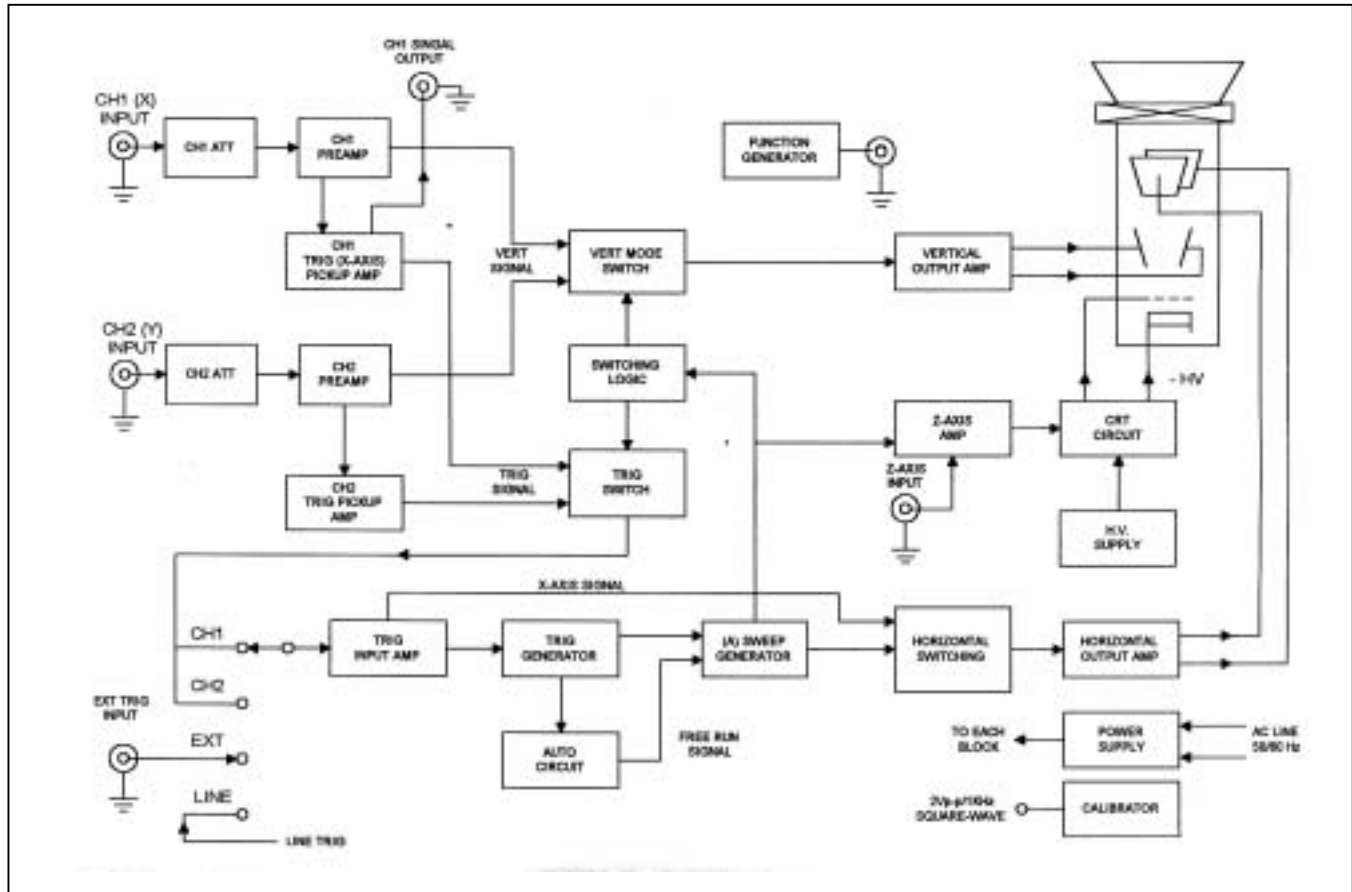 CH1 SINGAL
OUTPUT
CH1 (X)
INPUT
CH1 ATT
CH1
PREAMP
FUNCTION
GENERATOR
CH1
TRIG (X-AXIS)
PICKUP AMP
VERT
SIGNAL
VERT MODE
SWITCH
VERTICAL
OUTPUT AMP
CH2 (Y)
INPUT
CH2 ATT
CH2
PREAMP
SWITCHING
LOGIC
- HV
Z-AXIS
AMP
CRT
CIRCUIT
Z-AXIS
INPUT
CH2
TRIG PICKUP
AMP
TRIG
SIGNAL
TRIG
SWITCH
H.V.
SUPPLY
X-AXIS SIGNAL
CH1
TRIG
INPUT AMP
TRIG
GENERATOR
(A) SWEEP
GENERATOR
HORIZONTAL
SWITCHING
HORIZONTAL
OUTPUT AMP
CH2
EXT TRIG
INPUT
EXT
AUTO
CIRCUIT
FREE RUN
SIGNAL
TO EACH
BLOCK
POWER
SUPPLY
AC LINE
50/60 Hz
LINE
LINE TRIG
2Vp-p/1KHz
SQUARE-WAVE
CALIBRATOR